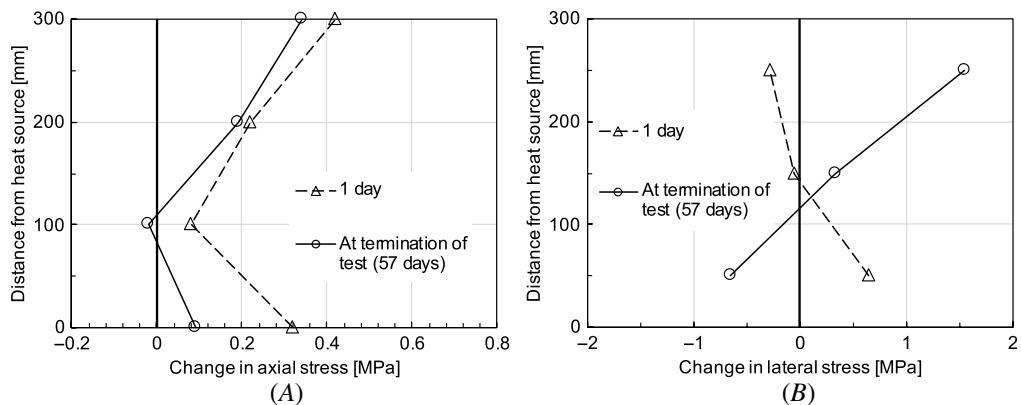 300
200
100
0
Distance from heat source [mm]
1 day
At termination of
test (57 days)
−0.2
0
0.2
0.4
0.6
0.8
Change in axial stress [MPa]
(A)
300
200
100
0
Distance from heat source [mm]
1 day
At termination of
test (57 days)
−2
−1
0
1
2
Change in lateral stress [MPa]
(B)